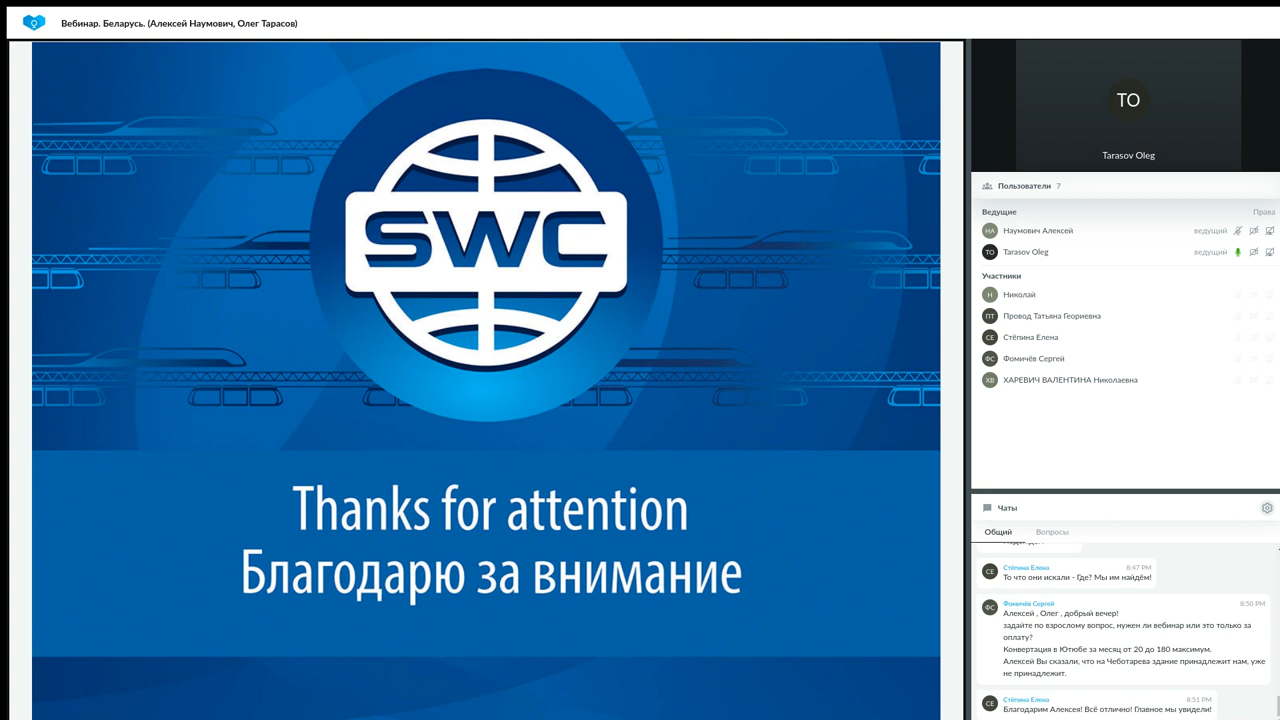 Вебинар. Беларусь. (Алексей Наумович, Олег Тарасов)
SWC
Thanks for attention
Благодарю за внимание
TO
Tarasov Oleg
Пользователи 7
Ведущие Права
НА Наумович Алексей ведущий
TO Tarasov Oleg ведущий
Участники
Н Николай
ПТ Провод Татьяна Георгиевна
СЕ Стёпина Елена
ФС Фомичёв Сергей
ХВ ХАРЕВИЧ ВАЛЕНТИНА Николаевна
Чаты
Общий Вопросы
СЕ Стёпина Елена 8:47 PM
То что они искали - Где? Мы им найдём!
ФС Фомичёв Сергей 8:50 PM
Алексей , Олег , добрый вечер!
задайте по взрослому вопрос, нужен ли вебинар или это только за
оплату?
Конвертация в Ютюбе за месяц от 20 до 180 максимум.
Алексей Вы сказали, что на Чеботарева здание принадлежит нам, уже
не принадлежит.
СЕ Стёпина Елена 8:51 PM
Благодарим Алексея! Всё отлично! Главное мы увидели!